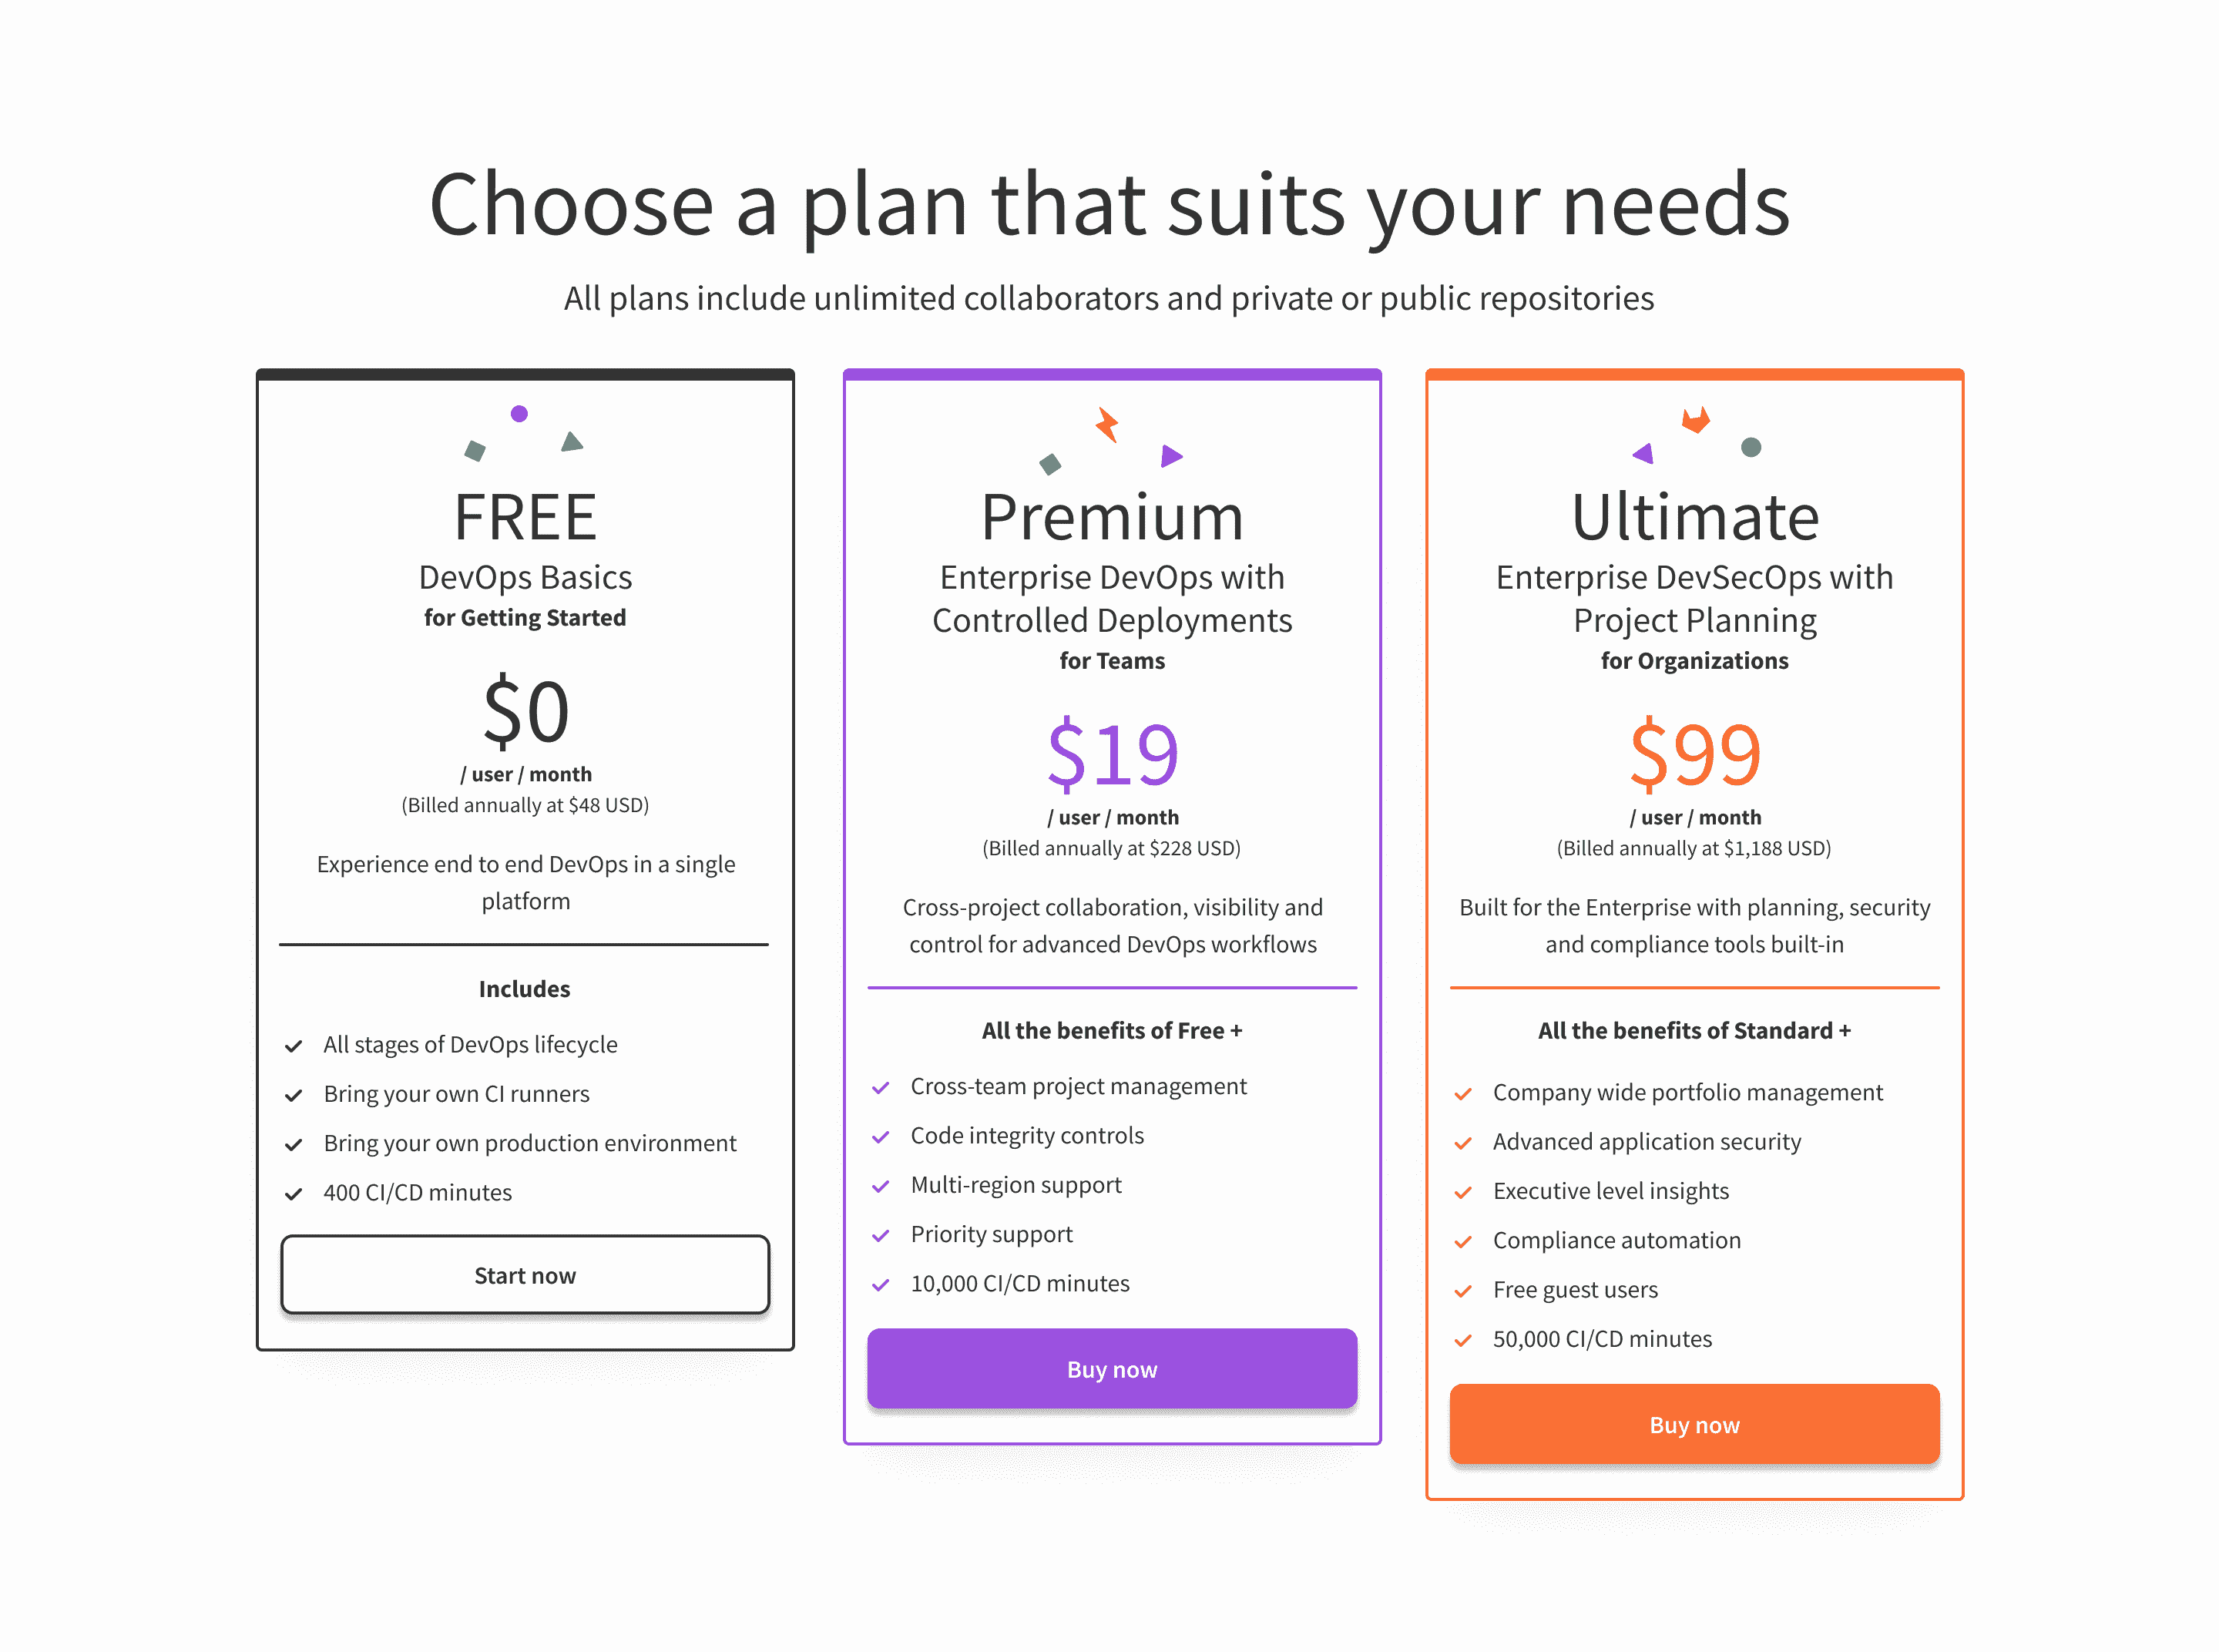 Choose a plan that suits your needs
All plans include unlimited collaborators and private or public repositories
FREE
DevOps Basics
for Getting Started
$0
/ user / month
(Billed annually at $48 USD)
Experience end to end DevOps in a single
platform
Includes
All stages of DevOps lifecycle
Bring your own CI runners
Bring your own production environment
400 CI/CD minutes
Start now
Premium
Enterprise DevOps with
Controlled Deployments
for Teams
$19
/ user / month
(Billed annually at $228 USD)
Cross-project collaboration, visibility and
control for advanced DevOps workflows
All the benefits of Free +
Cross-team project management
Code integrity controls
Multi-region support
Priority support
10,000 CI/CD minutes
Buy now
Ultimate
Enterprise DevSecOps with
Project Planning
for Organizations
$99
/ user / month
(Billed annually at $1,188 USD)
Built for the Enterprise with planning, security
and compliance tools built-in
All the benefits of Standard +
Company wide portfolio management
Advanced application security
Executive level insights
Compliance automation
Free guest users
50,000 CI/CD minutes
Buy now